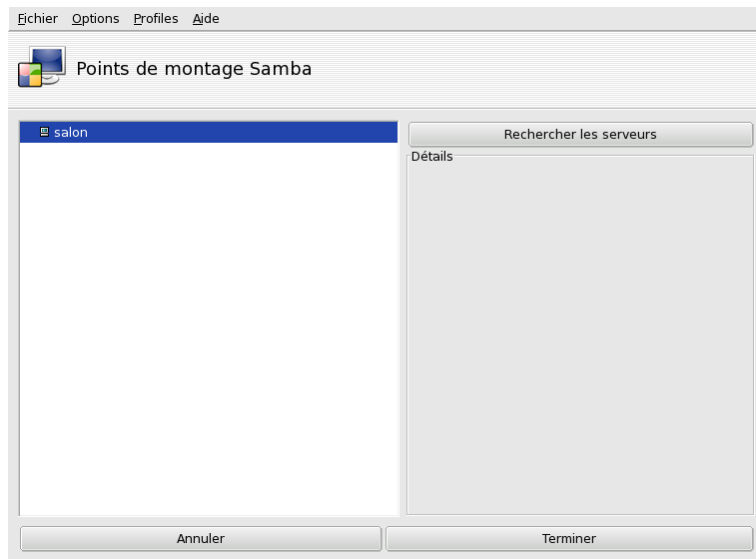 Fichier Options Profiles Aide
Points de montage Samba
salon
Rechercher les serveurs
Détails
Annuler
Terminer